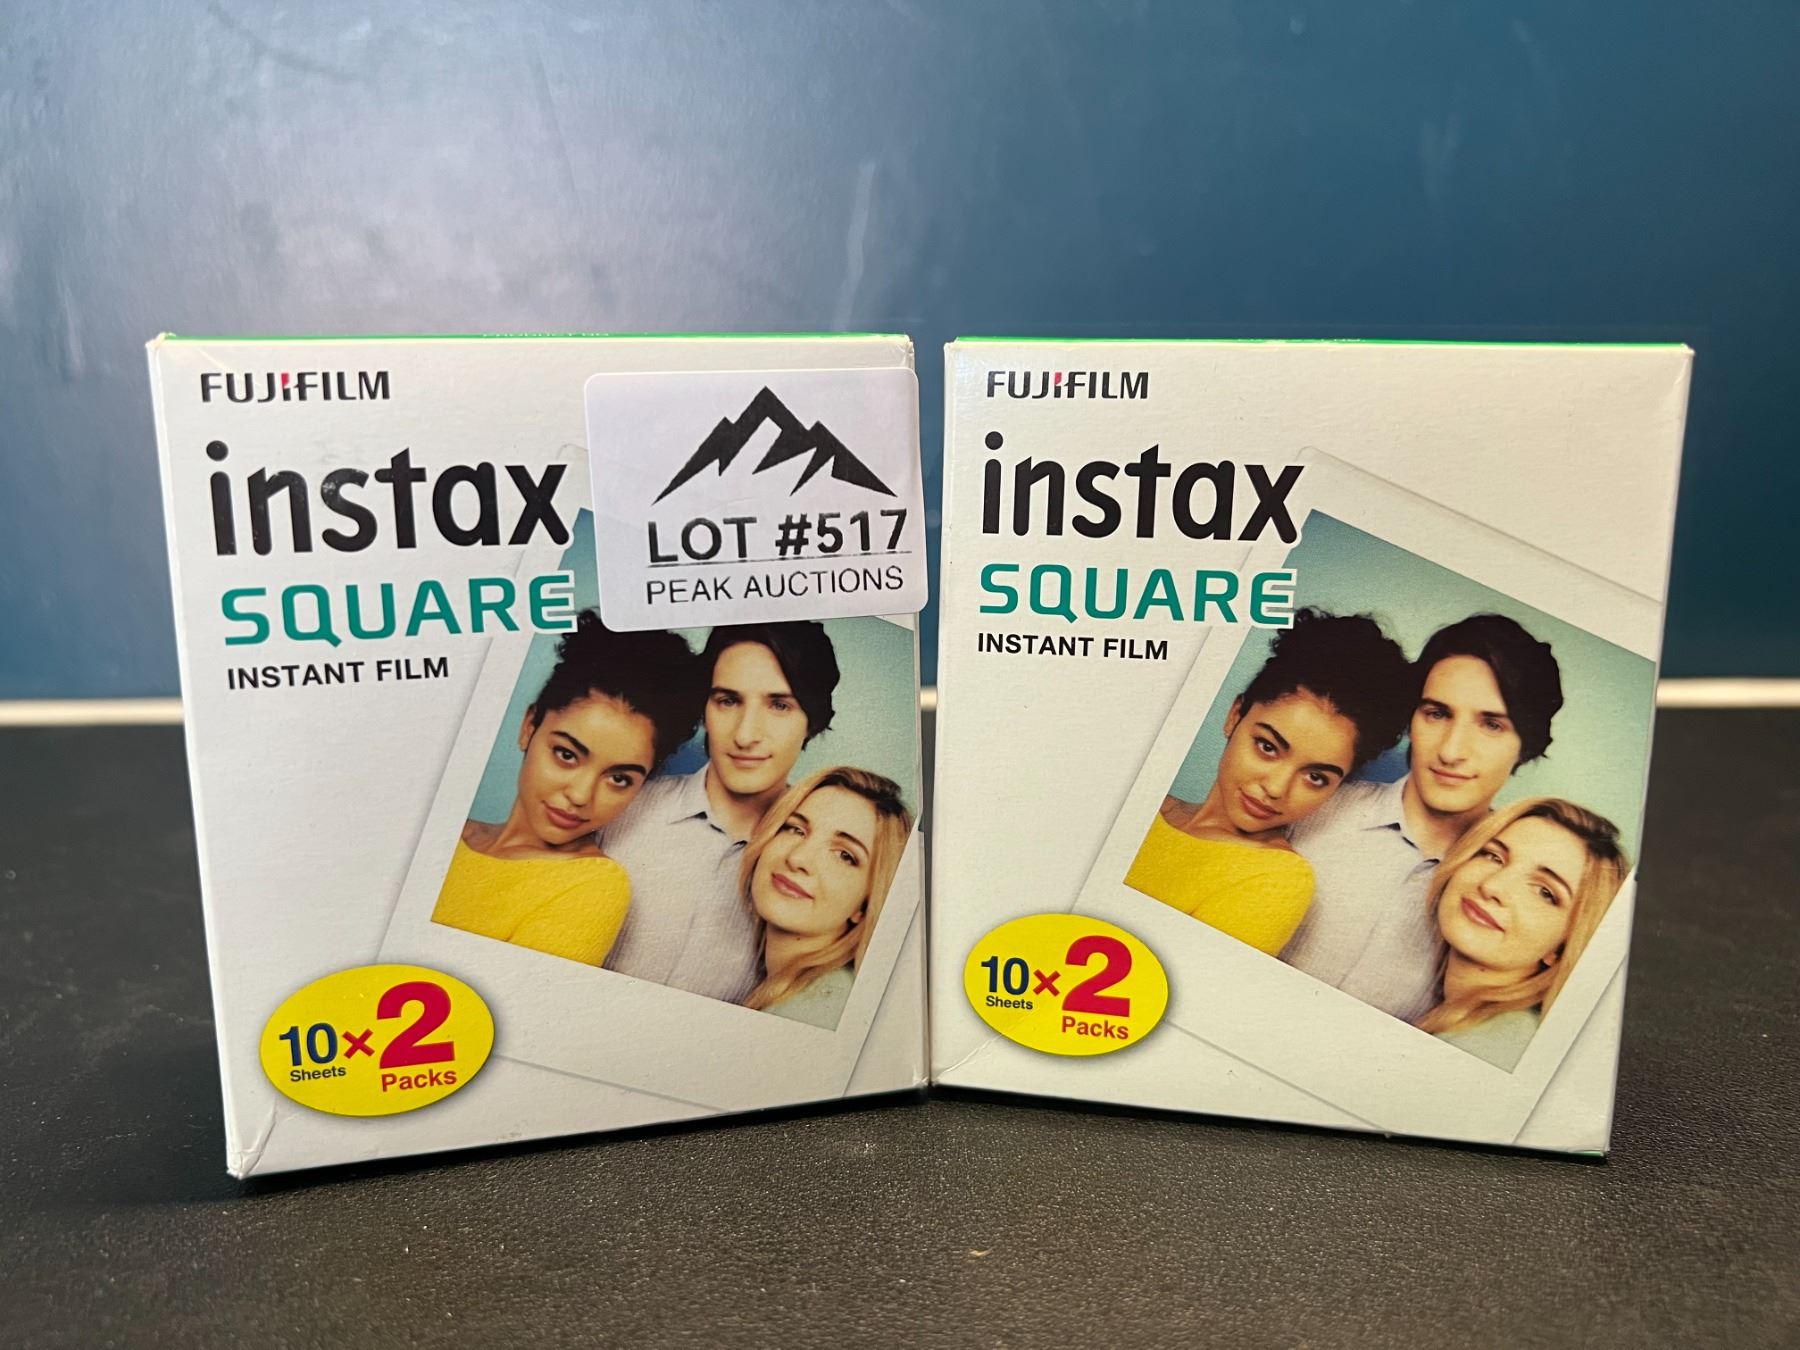 FUJIFILM
instax
SQUARE
INSTANT FILM
10 × 2
Sheets Packs
LOT #517
PEAK AUCTIONS
FUJIFILM
instax
SQUARE
INSTANT FILM
10 × 2
Sheets Packs